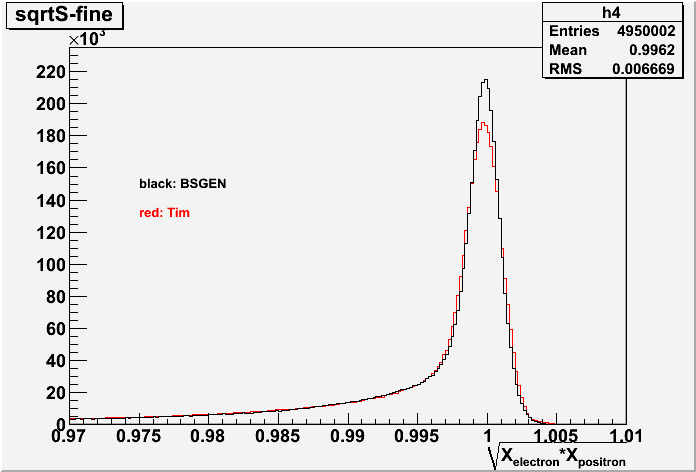 sqrtS-fine
h4
Entries 4950002
Mean 0.9962
RMS 0.006669
×10³
220
200
180
160
140
120
100
80
60
40
20
0
black: BSGEN
red: Tim
0.97 0.975 0.98 0.985 0.99 0.995 1 1.005 1.01
√X_electron*X_positron